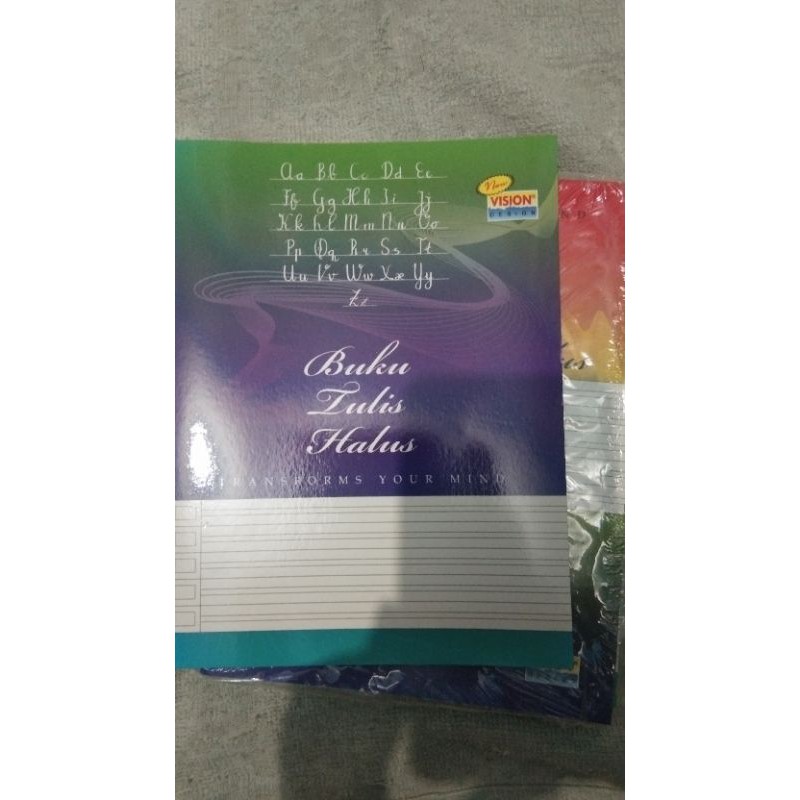 Aa Bb Cc Dd Ee
Ff Gg Hh Ii Jj
Kk Ll Mm Nn Oo
Pp Qq Rr Ss Tt
Uu Vv Ww Xx Yy
Zz
New
VISION
DESIGN
Buku
Tulis
Halus
TRANSFORMS YOUR MIND